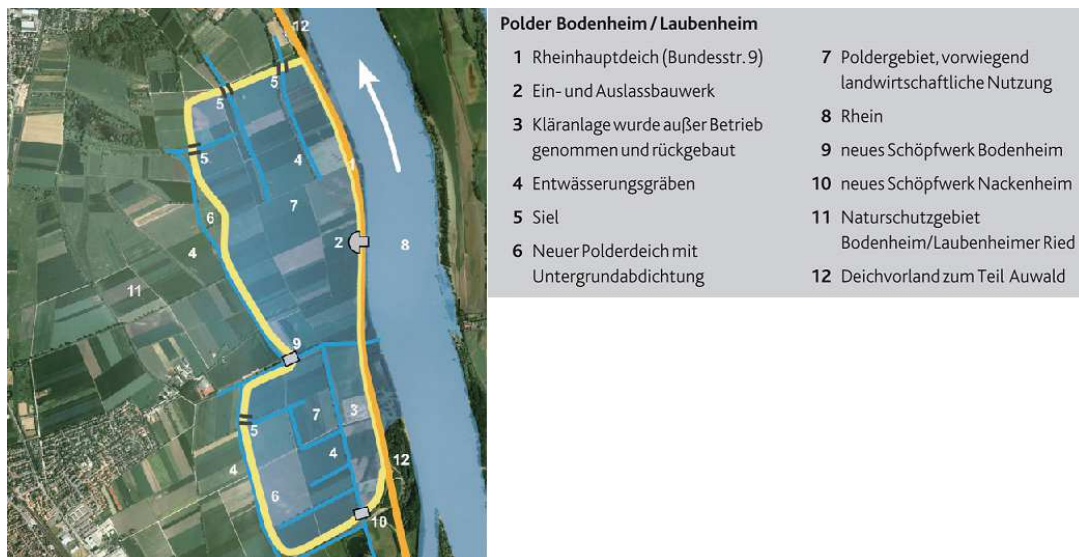 12
5
5
5
4
1
6
7
2
8
4
11
9
7
3
5
4
12
4
6
10
Polder Bodenheim / Laubenheim
1 Rheinhauptdeich (Bundesstr. 9)
2 Ein- und Auslassbauwerk
3 Kläranlage wurde außer Betrieb
genommen und rückgebaut
4 Entwässerungsgräben
5 Siel
6 Neuer Polderdeich mit
Untergrundabdichtung
7 Poldergebiet, vorwiegend
landwirtschaftliche Nutzung
8 Rhein
9 neues Schöpfwerk Bodenheim
10 neues Schöpfwerk Nackenheim
11 Naturschutzgebiet
Bodenheim/Laubenheimer Ried
12 Deichvorland zum Teil Auwald